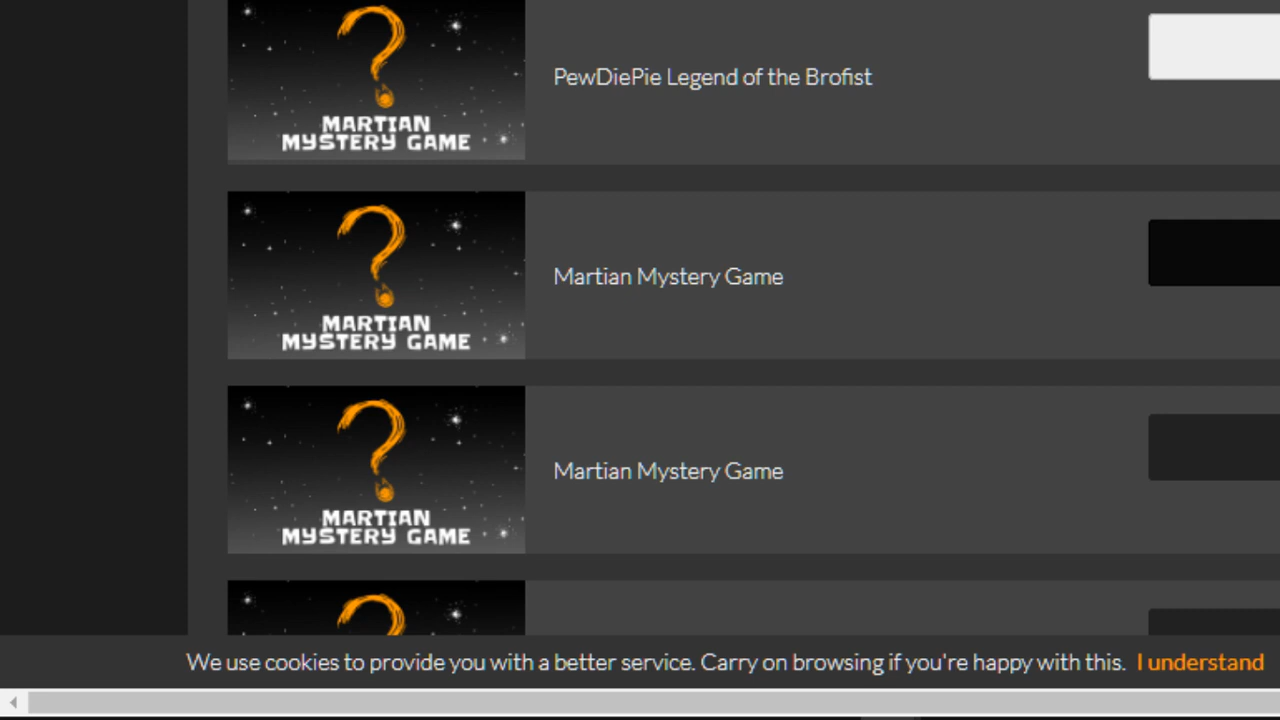 MARTIAN
MYSTERY GAME
PewDiePie Legend of the Brofist
MARTIAN
MYSTERY GAME
Martian Mystery Game
MARTIAN
MYSTERY GAME
Martian Mystery Game
We use cookies to provide you with a better service. Carry on browsing if you're happy with this. I understand